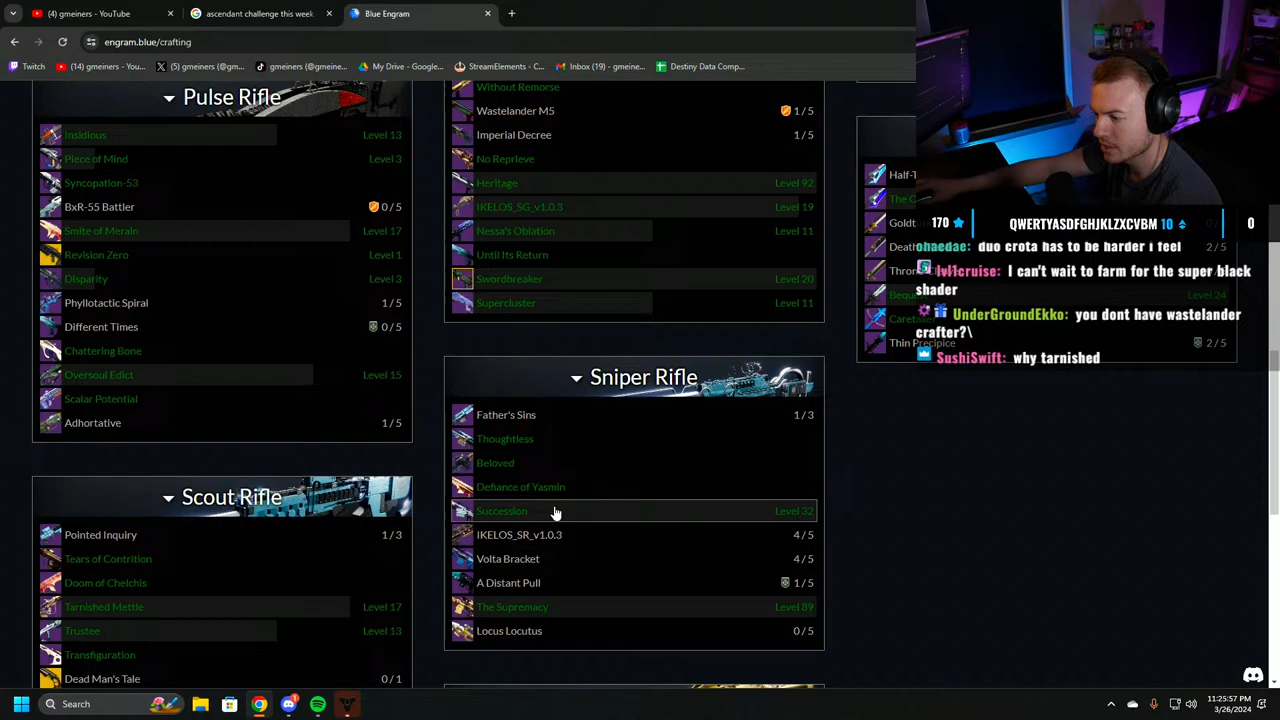 (4) gmeiners - YouTube
ascendant challenge this week
Blue Engram
engram.blue/crafting
Twitch
(14) gmeiners - You...
(5) gmeiners (@gm...
gmeiners (@gmeine...
My Drive - Google...
StreamElements - C...
Inbox (19) - gmeine...
Destiny Data Comp...
Pulse Rifle
Insidious Level 13
Piece of Mind Level 3
Syncopation-53
BxR-55 Battler 0/5
Smite of Merain Level 17
Revision Zero Level 1
Disparity Level 3
Phyllotactic Spiral 1/5
Different Times 0/5
Chattering Bone
Oversoul Edict Level 15
Scalar Potential
Adhortative 1/5
Scout Rifle
Pointed Inquiry 1/3
Tears of Contrition
Doom of Chelchis
Tarnished Mettle Level 17
Trustee Level 13
Transfiguration
Dead Man's Tale 0/1
Without Remorse
Wastelander M5 1/5
Imperial Decree 1/5
No Reprieve
Heritage Level 92
IKELOS_SG_v1.0.3 Level 19
Nessa's Oblation Level 11
Until Its Return
Swordbreaker Level 20
Supercluster Level 11
Sniper Rifle
Father's Sins 1/3
Thoughtless
Beloved
Defiance of Yasmin
Succession Level 32
IKELOS_SR_v1.0.3 4/5
Volta Bracket 4/5
A Distant Pull 1/5
The Supremacy Level 89
Locus Locutus 0/5
Half-T
The
Goldt
Death 2/5
Thron
Beque Level 24
Caretak
Thin Precipice 2/5
170 QWERTYASDFGHJKLZXCVBM 10 0
ohaedae: duo crota has to be harder i feel
lvl1cruise: I can't wait to farm for the super black
shader
UnderGroundEkko: you dont have wastelander
crafter?\
SushiSwift: why tarnished
Search
1
11:25:57 PM
3/26/2024